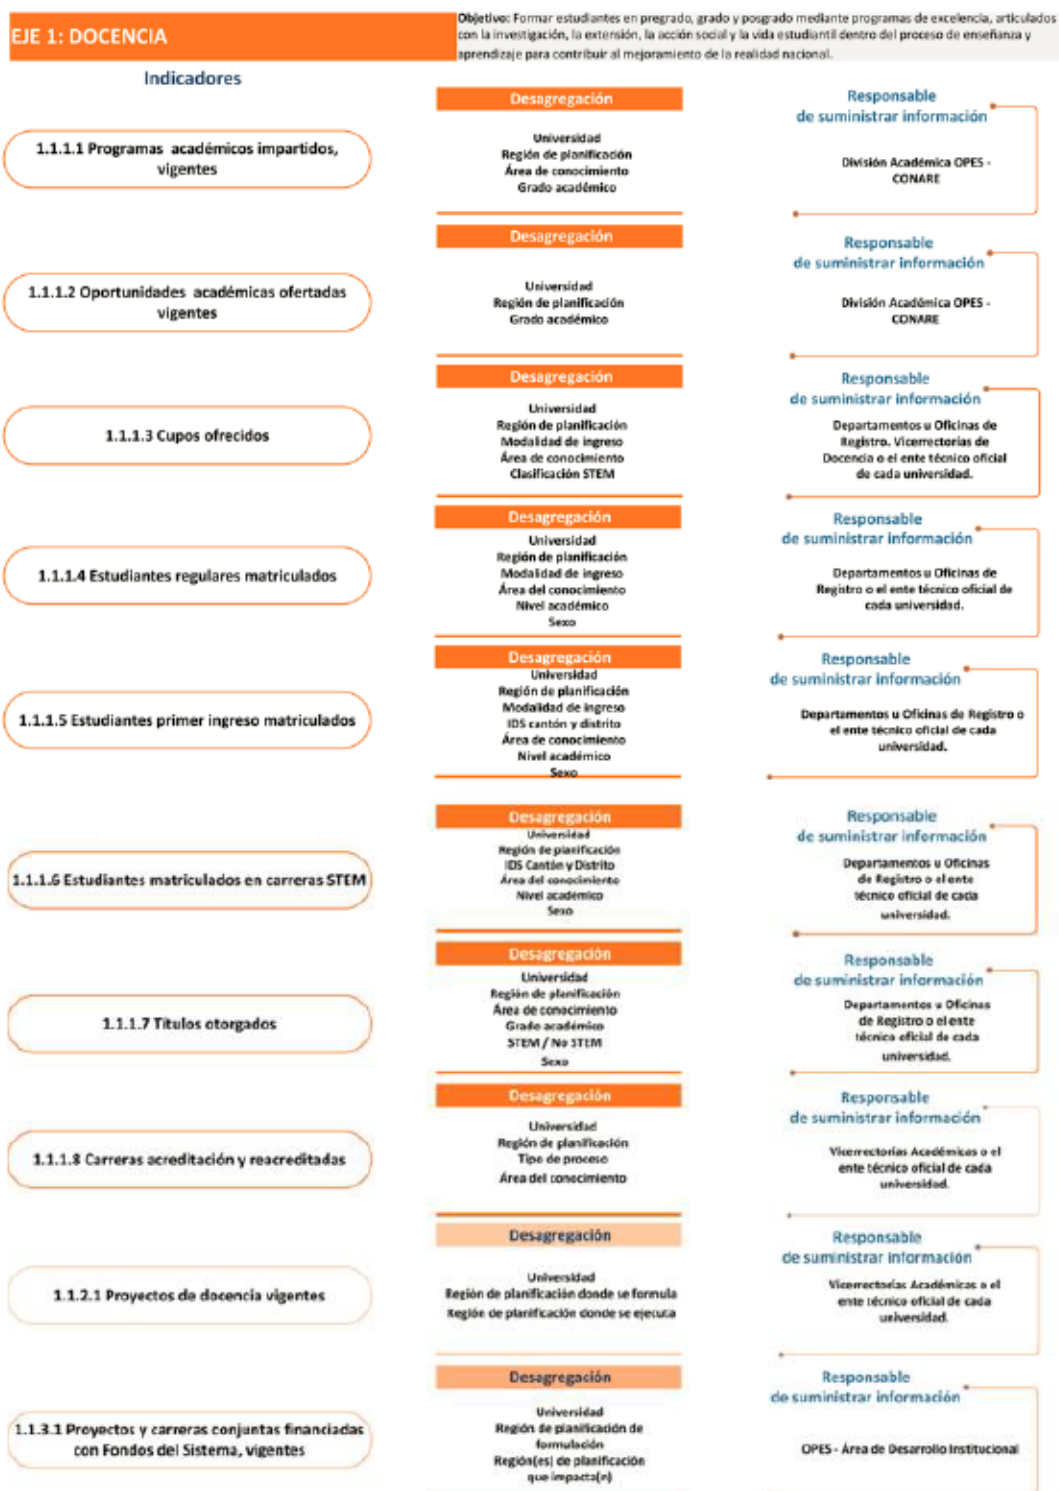 EJE 1: DOCENCIA
Objetivo: Formar estudiantes en pregrado, grado y posgrado mediante programas de excelencia, articulados
con la investigación, la extensión, la acción social y la vida estudiantil dentro del proceso de enseñanza y
aprendizaje para contribuir al mejoramiento de la realidad nacional.
Indicadores
1.1.1.1 Programas académicos impartidos,
vigentes
Desagregación
Universidad
Región de planificación
Área de conocimiento
Grado académico
Responsable
de suministrar información
División Académica OPES -
CONARE
1.1.1.2 Oportunidades académicas ofertadas
vigentes
Desagregación
Universidad
Región de planificación
Grado académico
Responsable
de suministrar información
División Académica OPES -
CONARE
1.1.1.3 Cupos ofrecidos
Desagregación
Universidad
Región de planificación
Modalidad de ingreso
Área de conocimiento
Clasificación STEM
Responsable
de suministrar información
Departamentos u Oficinas de
Registro. Vicerrectorías de
Docencia o el ente técnico oficial
de cada universidad.
1.1.1.4 Estudiantes regulares matriculados
Desagregación
Universidad
Región de planificación
Modalidad de ingreso
Área del conocimiento
Nivel académico
Sexo
Responsable
de suministrar información
Departamentos u Oficinas de
Registro o el ente técnico oficial de
cada universidad.
1.1.1.5 Estudiantes primer ingreso matriculados
Desagregación
Universidad
Región de planificación
Modalidad de ingreso
IDS cantón y distrito
Área de conocimiento
Nivel académico
Sexo
Responsable
de suministrar información
Departamentos u Oficinas de Registro o
el ente técnico oficial de cada
universidad.
1.1.1.6 Estudiantes matriculados en carreras STEM
Desagregación
Universidad
Región de planificación
IDS Cantón y Distrito
Área del conocimiento
Nivel académico
Sexo
Responsable
de suministrar información
Departamentos u Oficinas
de Registro o el ente
técnico oficial de cada
universidad.
1.1.1.7 Títulos otorgados
Desagregación
Universidad
Región de planificación
Área de conocimiento
Grado académico
STEM / No STEM
Sexo
Responsable
de suministrar información
Departamentos u Oficinas
de Registro o el ente
técnico oficial de cada
universidad.
1.1.1.8 Carreras acreditación y reacreditadas
Desagregación
Universidad
Región de planificación
Tipo de proceso
Área del conocimiento
Responsable
de suministrar información
Vicerrectorías Académicas o el
ente técnico oficial de cada
universidad.
1.1.2.1 Proyectos de docencia vigentes
Desagregación
Universidad
Región de planificación donde se formula
Región de planificación donde se ejecuta
Responsable
de suministrar información
Vicerrectorías Académicas o el
ente técnico oficial de cada
universidad.
1.1.3.1 Proyectos y carreras conjuntas financiadas
con Fondos del Sistema, vigentes
Desagregación
Universidad
Región de planificación de
formulación
Región(es) de planificación
que impacta(n)
Responsable
de suministrar información
OPES - Área de Desarrollo Institucional